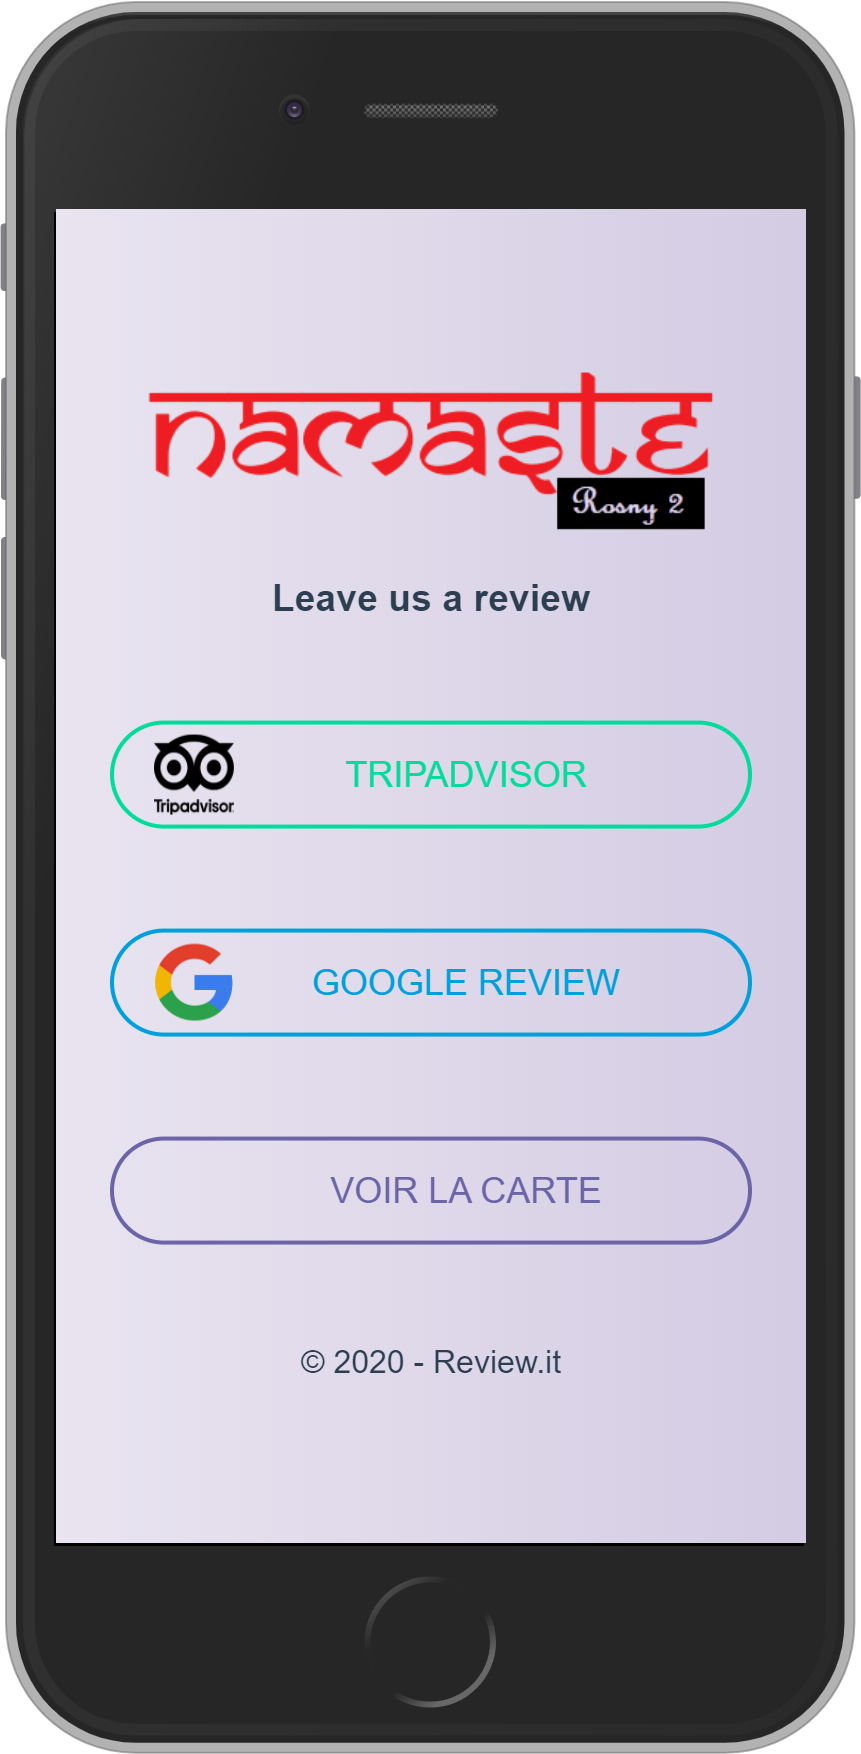 namaste
Rosny 2
Leave us a review
Tripadvisor
TRIPADVISOR
GOOGLE REVIEW
VOIR LA CARTE
© 2020 - Review.it